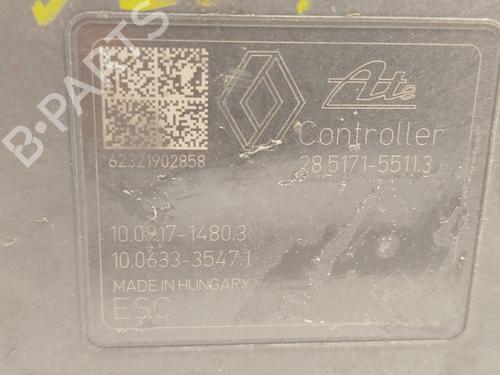 Ate
Controller
62321902858
28.5171-5511.3
10.0917-1480.3
10.0633-3547.1
MADE IN HUNGARY
ESC
B-PARTS